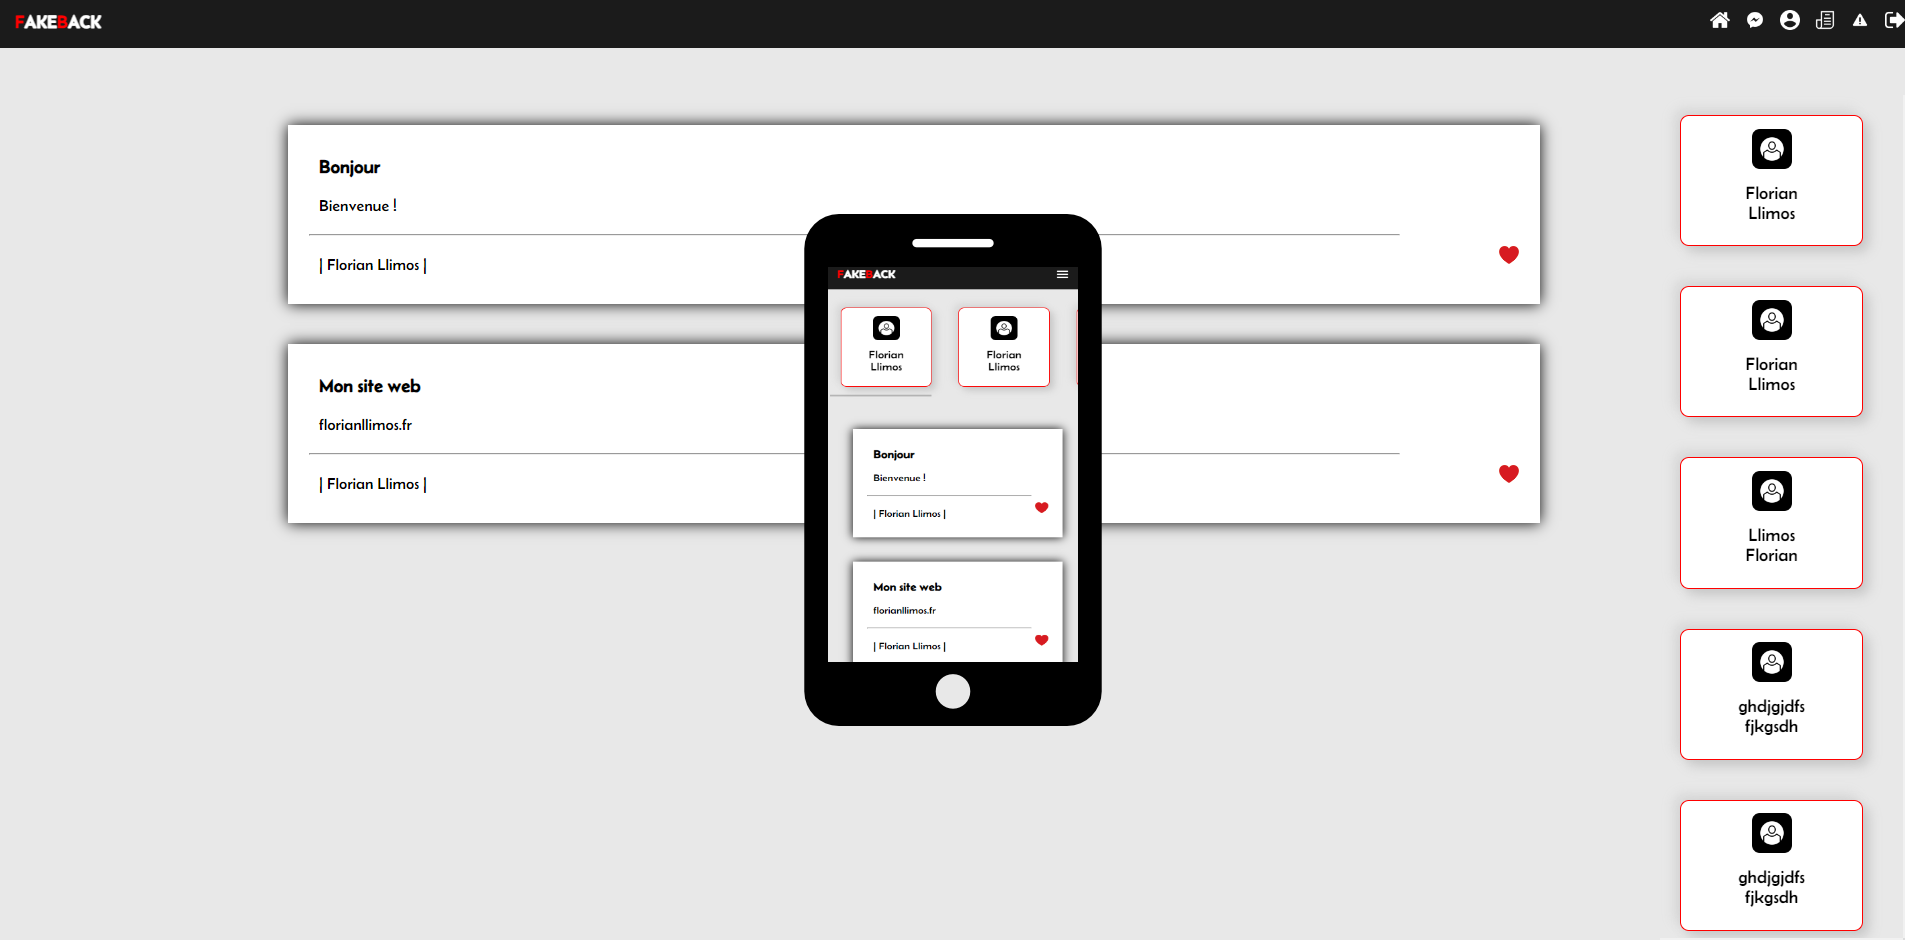 FAKEBACK
Bonjour
Bienvenue !
| Florian Llimos |
Mon site web
florianllimos.fr
| Florian Llimos |
FAKEBACK
Florian
Llimos
Florian
Llimos
Bonjour
Bienvenue !
| Florian Llimos |
Mon site web
florianllimos.fr
| Florian Llimos |
Florian
Llimos
Florian
Llimos
Llimos
Florian
ghdjgjdfs
fjkgsdh
ghdjgjdfs
fjkgsdh